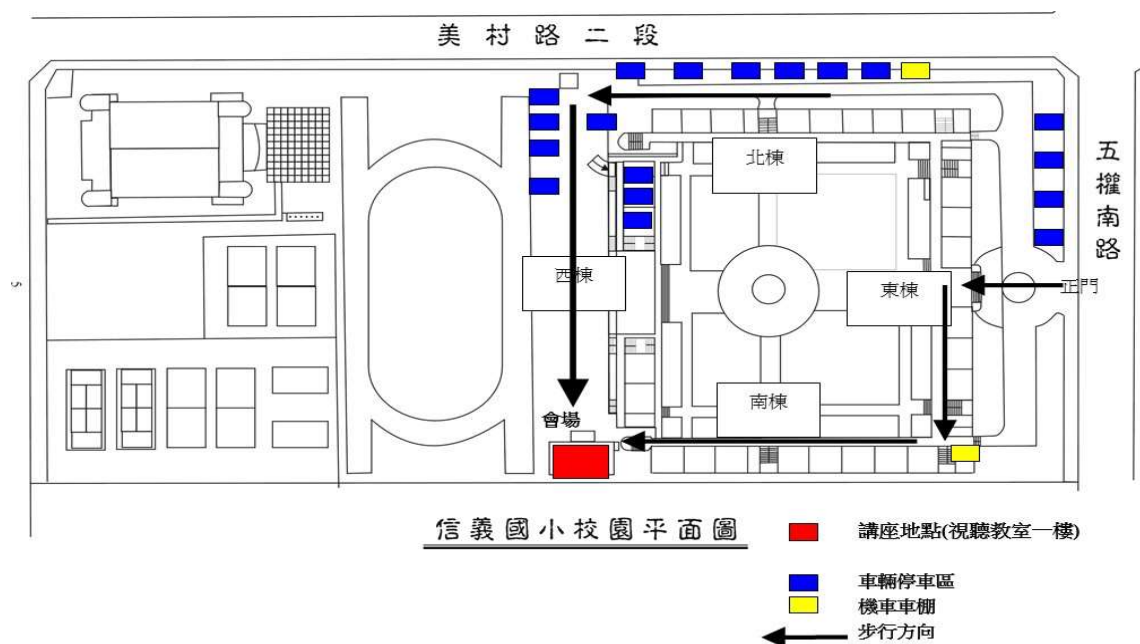 美村路二段
五權南路
北棟
西棟
東棟
正門
南棟
會場
5
信義國小校園平面圖
講座地點(視聽教室一樓)
車輛停車區
機車車棚
步行方向